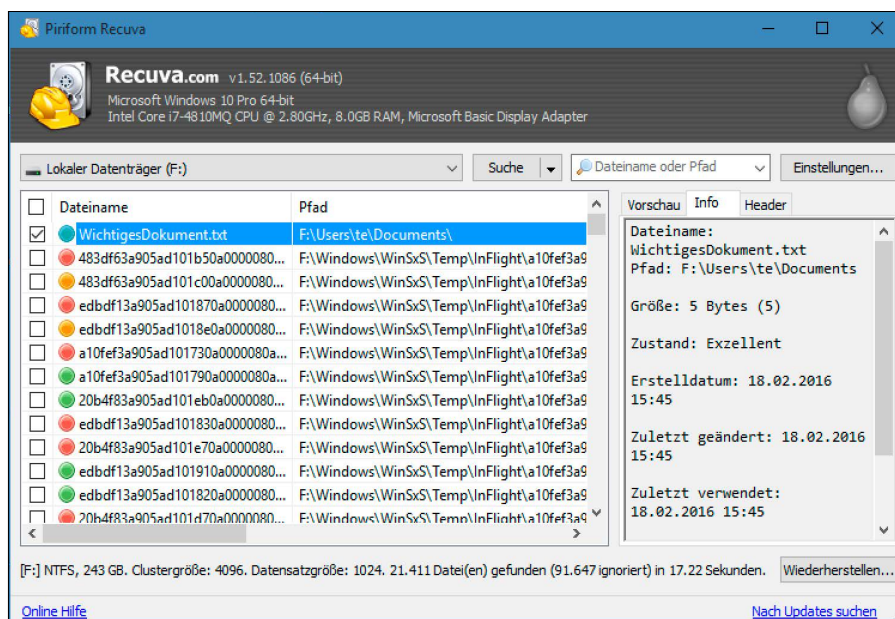 Piriform Recuva
Recuva.com v1.52.1086 (64-bit)
Microsoft Windows 10 Pro 64-bit
Intel Core i7-4810MQ CPU @ 2.80GHz, 8.0GB RAM, Microsoft Basic Display Adapter
Lokaler Datenträger (F:) Suche Dateiname oder Pfad Einstellungen...
Dateiname Pfad
WichtigesDokument.txt F:\Users\te\Documents\
483df63a905ad101b50a0000080... F:\Windows\WinSxS\Temp\InFlight\a10fef3a9
483df63a905ad101c00a0000080... F:\Windows\WinSxS\Temp\InFlight\a10fef3a9
edbdf13a905ad101870a0000080... F:\Windows\WinSxS\Temp\InFlight\a10fef3a9
edbdf13a905ad1018e0a0000080... F:\Windows\WinSxS\Temp\InFlight\a10fef3a9
a10fef3a905ad101730a0000080a... F:\Windows\WinSxS\Temp\InFlight\a10fef3a9
a10fef3a905ad101790a0000080a... F:\Windows\WinSxS\Temp\InFlight\a10fef3a9
20b4f83a905ad101eb0a0000080... F:\Windows\WinSxS\Temp\InFlight\a10fef3a9
edbdf13a905ad101830a0000080... F:\Windows\WinSxS\Temp\InFlight\a10fef3a9
20b4f83a905ad101e70a0000080... F:\Windows\WinSxS\Temp\InFlight\a10fef3a9
edbdf13a905ad101910a0000080... F:\Windows\WinSxS\Temp\InFlight\a10fef3a9
edbdf13a905ad101820a0000080... F:\Windows\WinSxS\Temp\InFlight\a10fef3a9
20b4f83a905ad101d70a0000080... F:\Windows\WinSxS\Temp\InFlight\a10fef3a9
Vorschau Info Header
Dateiname:
WichtigesDokument.txt
Pfad: F:\Users\te\Documents
Größe: 5 Bytes (5)
Zustand: Exzellent
Erstelldatum: 18.02.2016
15:45
Zuletzt geändert: 18.02.2016
15:45
Zuletzt verwendet:
18.02.2016 15:45
[F:] NTFS, 243 GB. Clustergröße: 4096. Datensatzgröße: 1024. 21.411 Datei(en) gefunden (91.647 ignoriert) in 17.22 Sekunden. Wiederherstellen...
Online Hilfe Nach Updates suchen